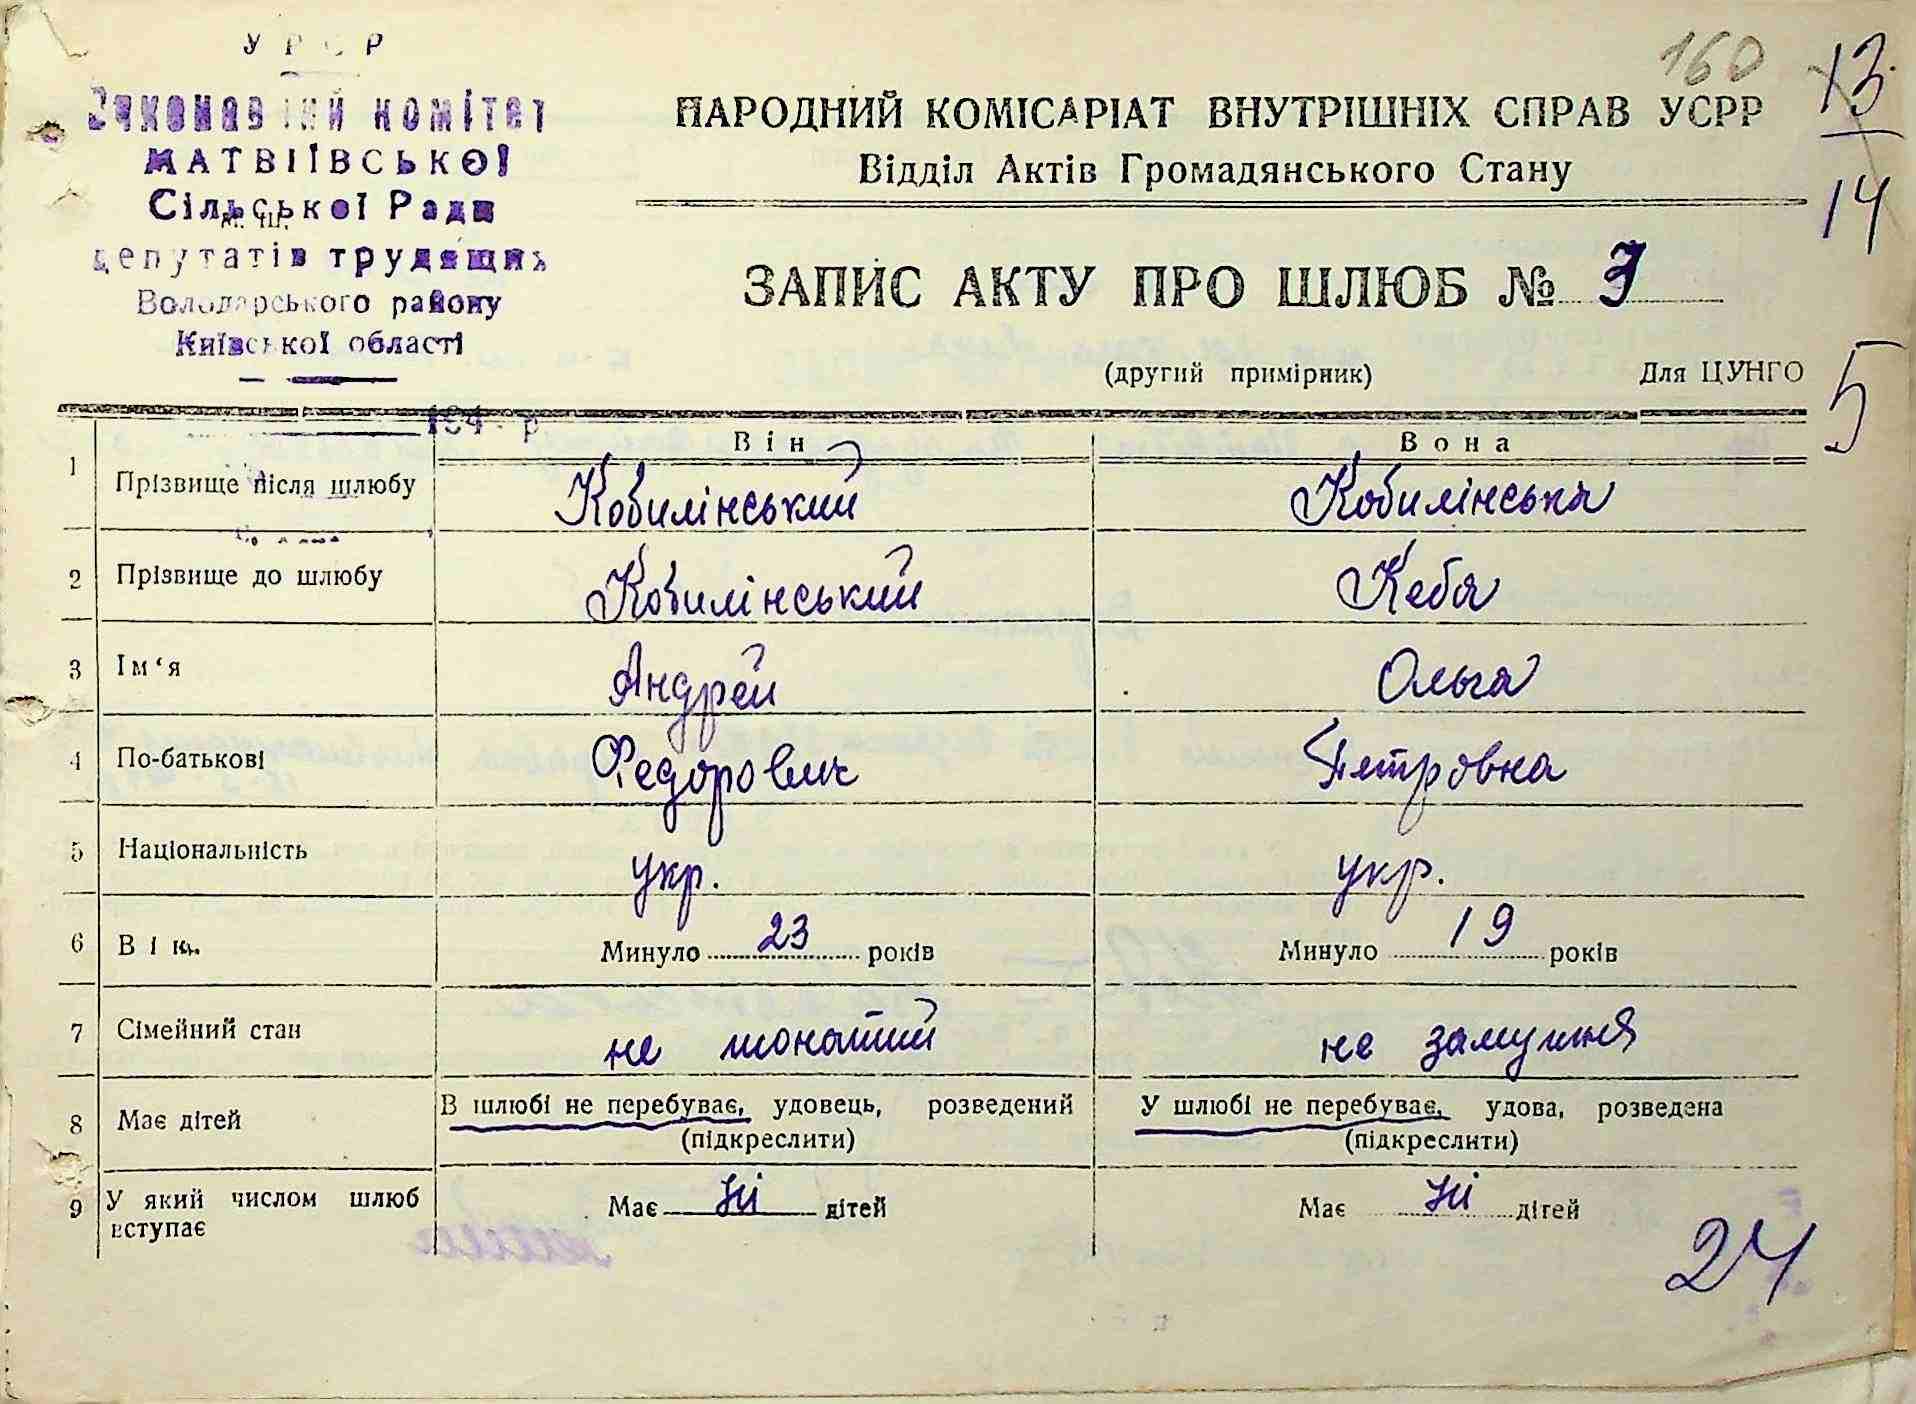 УРСР
Виконавчий комітет
МАТВІЇВСЬКОЇ
Сільської Ради
депутатів трудящих
Володарського району
Київської області
194 р
160
13
14
НАРОДНИЙ КОМІСАРІАТ ВНУТРІШНІХ СПРАВ УСРР
Відділ Актів Громадянського Стану
ЗАПИС АКТУ ПРО ШЛЮБ №
(другий примірник) Для ЦУНГО
5
Він Вона
1 Прізвище після шлюбу Кобилінський Кобилінська
2 Прізвище до шлюбу Кобилінський Кебя
3 Ім‘я Андрей Ольга
4 По-батькові Федорович Петровна
5 Національність укр. укр.
6 Вік Минуло 23 років Минуло 19 років
7 Сімейний стан не жонатий не замужня
8 Має дітей В шлюбі не перебуває, удовець, розведений У шлюбі не перебуває, удова, розведена
(підкреслити) (підкреслити)
9 У який числом шлюб вступає Має Ні дітей Має Ні дітей
24